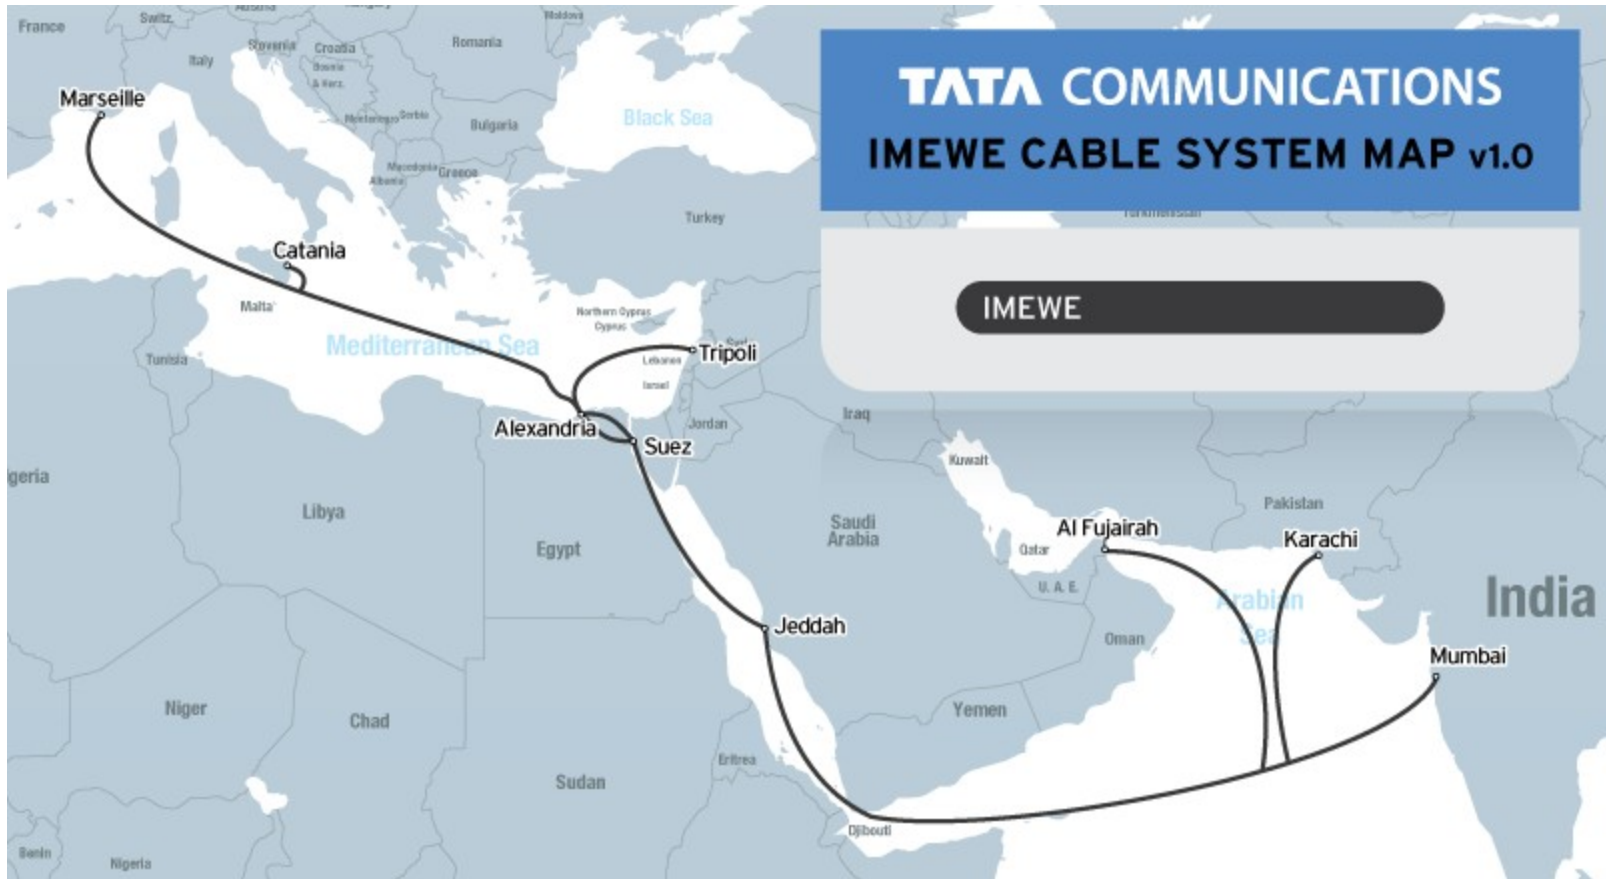 TATA COMMUNICATIONS
IMEWE CABLE SYSTEM MAP v1.0
IMEWE
France
Switz.
Austria
Hungary
Moldova
Slovenia
Croatia
Romania
Italy
Bosnia
& Herz.
Marseille
Montenegro
Serbia
Bulgaria
Black Sea
Macedonia
Albania
Greece
Turkey
Turkmenistan
Catania
Malta
Northern Cyprus
Cyprus
Mediterranean Sea
Tunisia
Lebanon
Tripoli
Israel
Alexandria
Suez
Jordan
Iraq
Kuwait
geria
Libya
Egypt
Saudi
Arabia
Qatar
Al Fujairah
Pakistan
Karachi
U. A. E.
Arabian
Sea
India
Jeddah
Oman
Mumbai
Niger
Chad
Yemen
Sudan
Eritrea
Djibouti
Benin
Nigeria